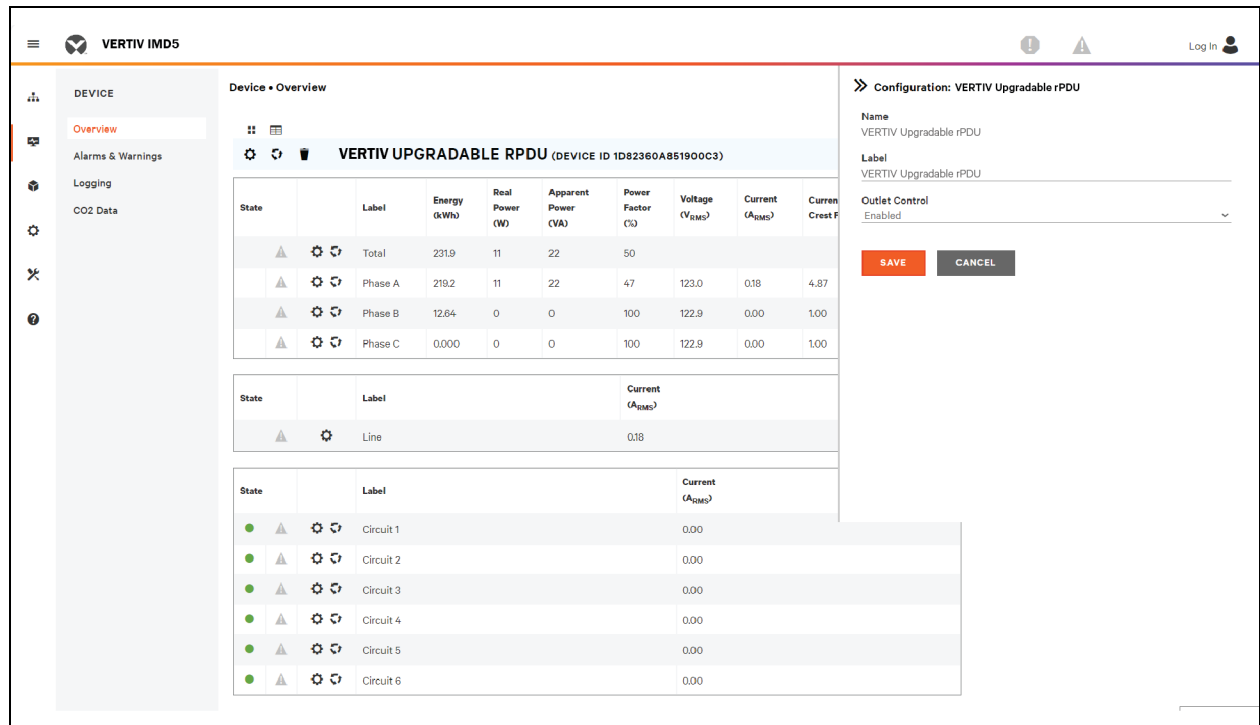 VERTIV IMD5
Log In
DEVICE
Overview
Alarms & Warnings
Logging
CO2 Data
Device • Overview
VERTIV UPGRADABLE RPDU (DEVICE ID 1D82360A851900C3)
State Label Energy (kWh) Real Power (W) Apparent Power (VA) Power Factor (%) Voltage (VRMS) Current (ARMS) Curren Crest F
Total 231.9 11 22 50
Phase A 219.2 11 22 47 123.0 0.18 4.87
Phase B 12.64 0 0 100 122.9 0.00 1.00
Phase C 0.000 0 0 100 122.9 0.00 1.00
State Label Current (ARMS)
Line 0.18
State Label Current (ARMS)
Circuit 1 0.00
Circuit 2 0.00
Circuit 3 0.00
Circuit 4 0.00
Circuit 5 0.00
Circuit 6 0.00
Configuration: VERTIV Upgradable rPDU
Name
VERTIV Upgradable rPDU
Label
VERTIV Upgradable rPDU
Outlet Control
Enabled
SAVE CANCEL